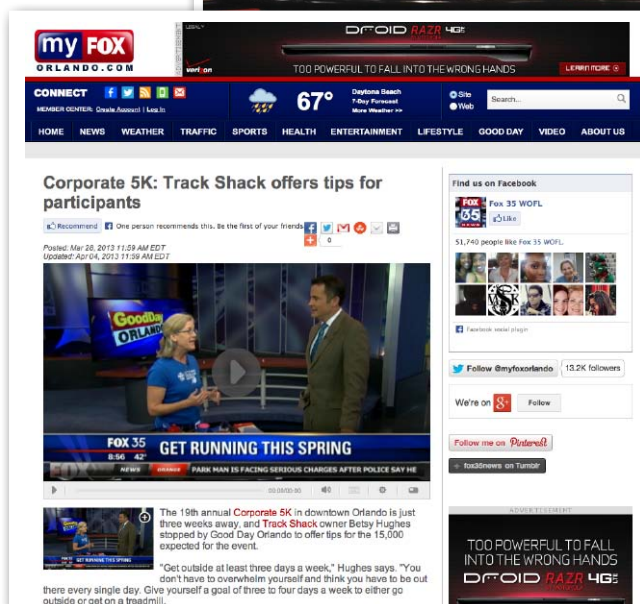 my FOX
ORLANDO.COM
ADVERTISEMENT
DROID RAZR 4G
verizon
TOO POWERFUL TO FALL INTO THE WRONG HANDS
LEARN MORE
CONNECT
MEMBER CENTER: Create Account | Log In
67°
Daytona Beach
7-Day Forecast
More Weather >>
Site
Web
Search...
HOME NEWS WEATHER TRAFFIC SPORTS HEALTH ENTERTAINMENT LIFESTYLE GOOD DAY VIDEO ABOUT US
Corporate 5K: Track Shack offers tips for
participants
Recommend One person recommends this. Be the first of your friends
0
Posted: Mar 28, 2013 11:59 AM EDT
Updated: Apr 04, 2013 11:59 AM EDT
GoodDay
ORLANDO
FOX 35
8:56 42°
GET RUNNING THIS SPRING
NEWS ORANGE PARK MAN IS FACING SERIOUS CHARGES AFTER POLICE SAY HE
00:00/00:00
The 19th annual Corporate 5K in downtown Orlando is just
three weeks away, and Track Shack owner Betsy Hughes
stopped by Good Day Orlando to offer tips for the 15,000
expected for the event.
"Get outside at least three days a week," Hughes says. "You
don't have to overwhelm yourself and think you have to be out
there every single day. Give yourself a goal of three to four days a week to either go
outside or get on a treadmill.
Find us on Facebook
FOX
35
Fox 35 WOFL
Like
51,740 people like Fox 35 WOFL.
MSK
Facebook social plugin
Follow @myfoxorlando 13.2K followers
We're on g+ Follow
Follow me on Pinterest
+ fox35news on Tumblr
ADVERTISEMENT
TOO POWERFUL TO FALL
INTO THE WRONG HANDS
DROID RAZR 4G